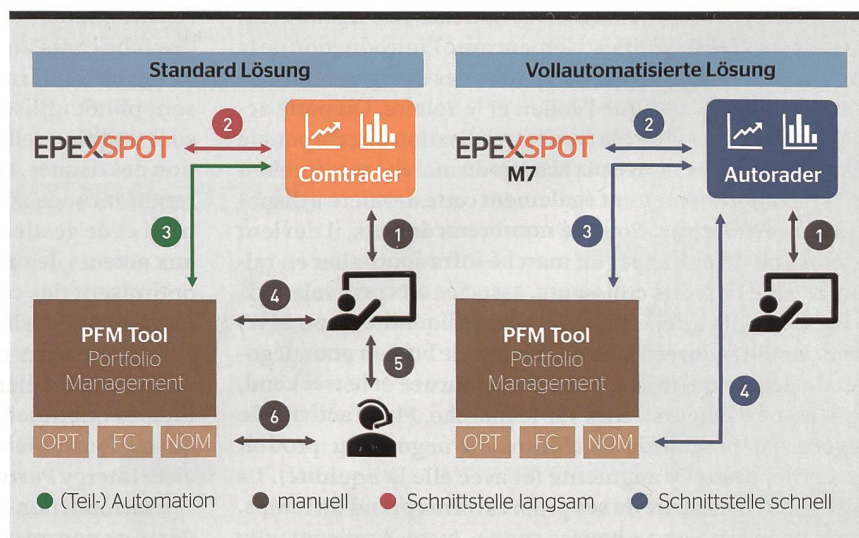 Standard Lösung
EPEXSPOT
2
Comtrader
3
1
4
PFM Tool
Portfolio
Management
5
6
OPT FC NOM
Vollautomatisierte Lösung
EPEXSPOT
M7
2
Autorader
3
1
PFM Tool
Portfolio
Management
4
OPT FC NOM
(Teil-) Automation manuëll Schnittstelle langsam Schnittstelle schnell